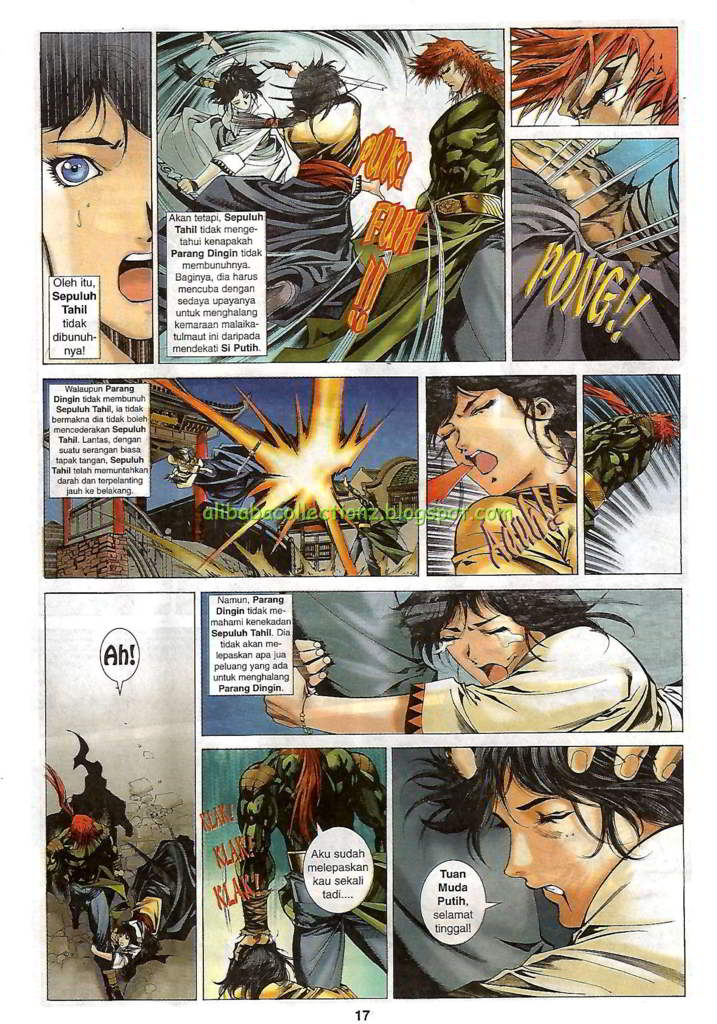 Oleh itu,
Sepuluh
Tahil
tidak
dibunuh-
nya!
Akan tetapi, Sepuluh
Tahil tidak menge-
tahui kenapakah
Parang Dingin tidak
membunuhnya.
Baginya, dia harus
mencuba dengan
sedaya upayanya
untuk menghalang
kemaraan malaika-
tulmaut ini daripada
mendekati Si Putih.
PUK!
FUH
!!!
PONG!!
Walaupun Parang
Dingin tidak membunuh
Sepuluh Tahil, ia tidak
bermakna dia tidak boleh
mencederakan Sepuluh
Tahil. Lantas, dengan
suatu serangan biasa
tapak tangan, Sepuluh
Tahil telah memuntahkan
darah dan terpelanting
jauh ke belakang.
alibabacollectionz.blogspot.com
Ah!
Namun, Parang
Dingin tidak me-
mahami kenekadan
Sepuluh Tahil. Dia
tidak akan me-
lepaskan apa jua
peluang yang ada
untuk menghalang
Parang Dingin.
KLAK!
KLAK!
KLAK!
Aku sudah
melepaskan
kau sekali
tadi....
Tuan
Muda
Putih,
selamat
tinggal!
17